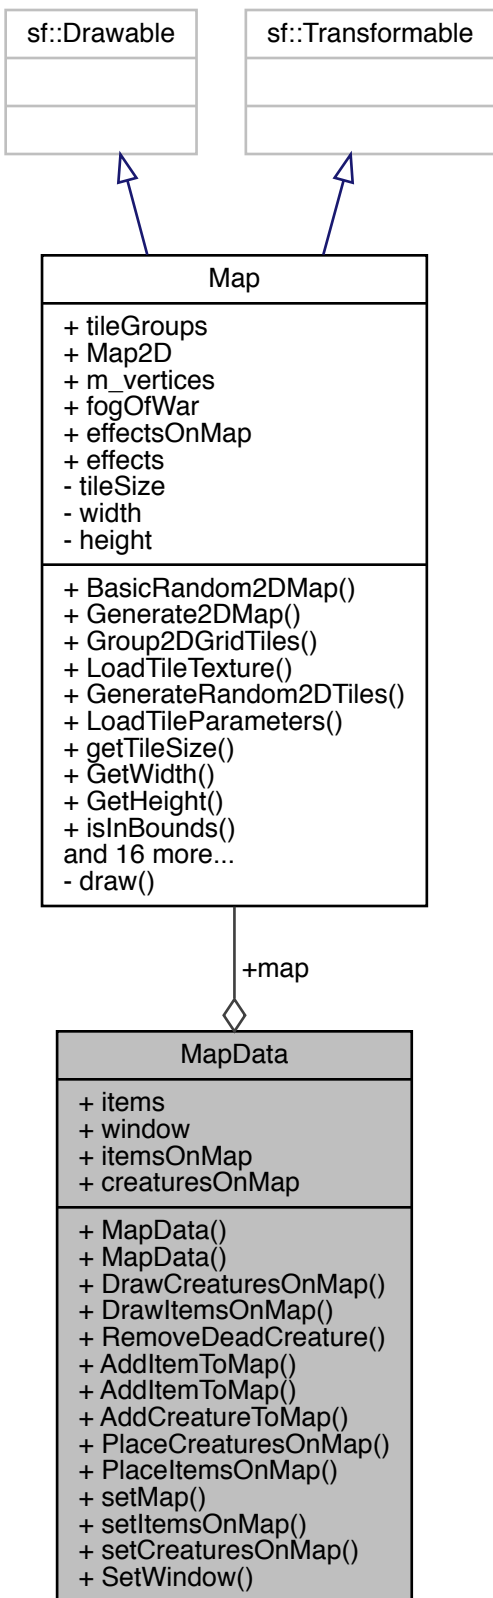 sf::Drawable
sf::Transformable
Map
+ tileGroups
+ Map2D
+ m_vertices
+ fogOfWar
+ effectsOnMap
+ effects
- tileSize
- width
- height
+ BasicRandom2DMap()
+ Generate2DMap()
+ Group2DGridTiles()
+ LoadTileTexture()
+ GenerateRandom2DTiles()
+ LoadTileParameters()
+ getTileSize()
+ GetWidth()
+ GetHeight()
+ isInBounds()
and 16 more...
- draw()
+map
MapData
+ items
+ window
+ itemsOnMap
+ creaturesOnMap
+ MapData()
+ MapData()
+ DrawCreaturesOnMap()
+ DrawItemsOnMap()
+ RemoveDeadCreature()
+ AddItemToMap()
+ AddItemToMap()
+ AddCreatureToMap()
+ PlaceCreaturesOnMap()
+ PlaceItemsOnMap()
+ setMap()
+ setItemsOnMap()
+ setCreaturesOnMap()
+ SetWindow()